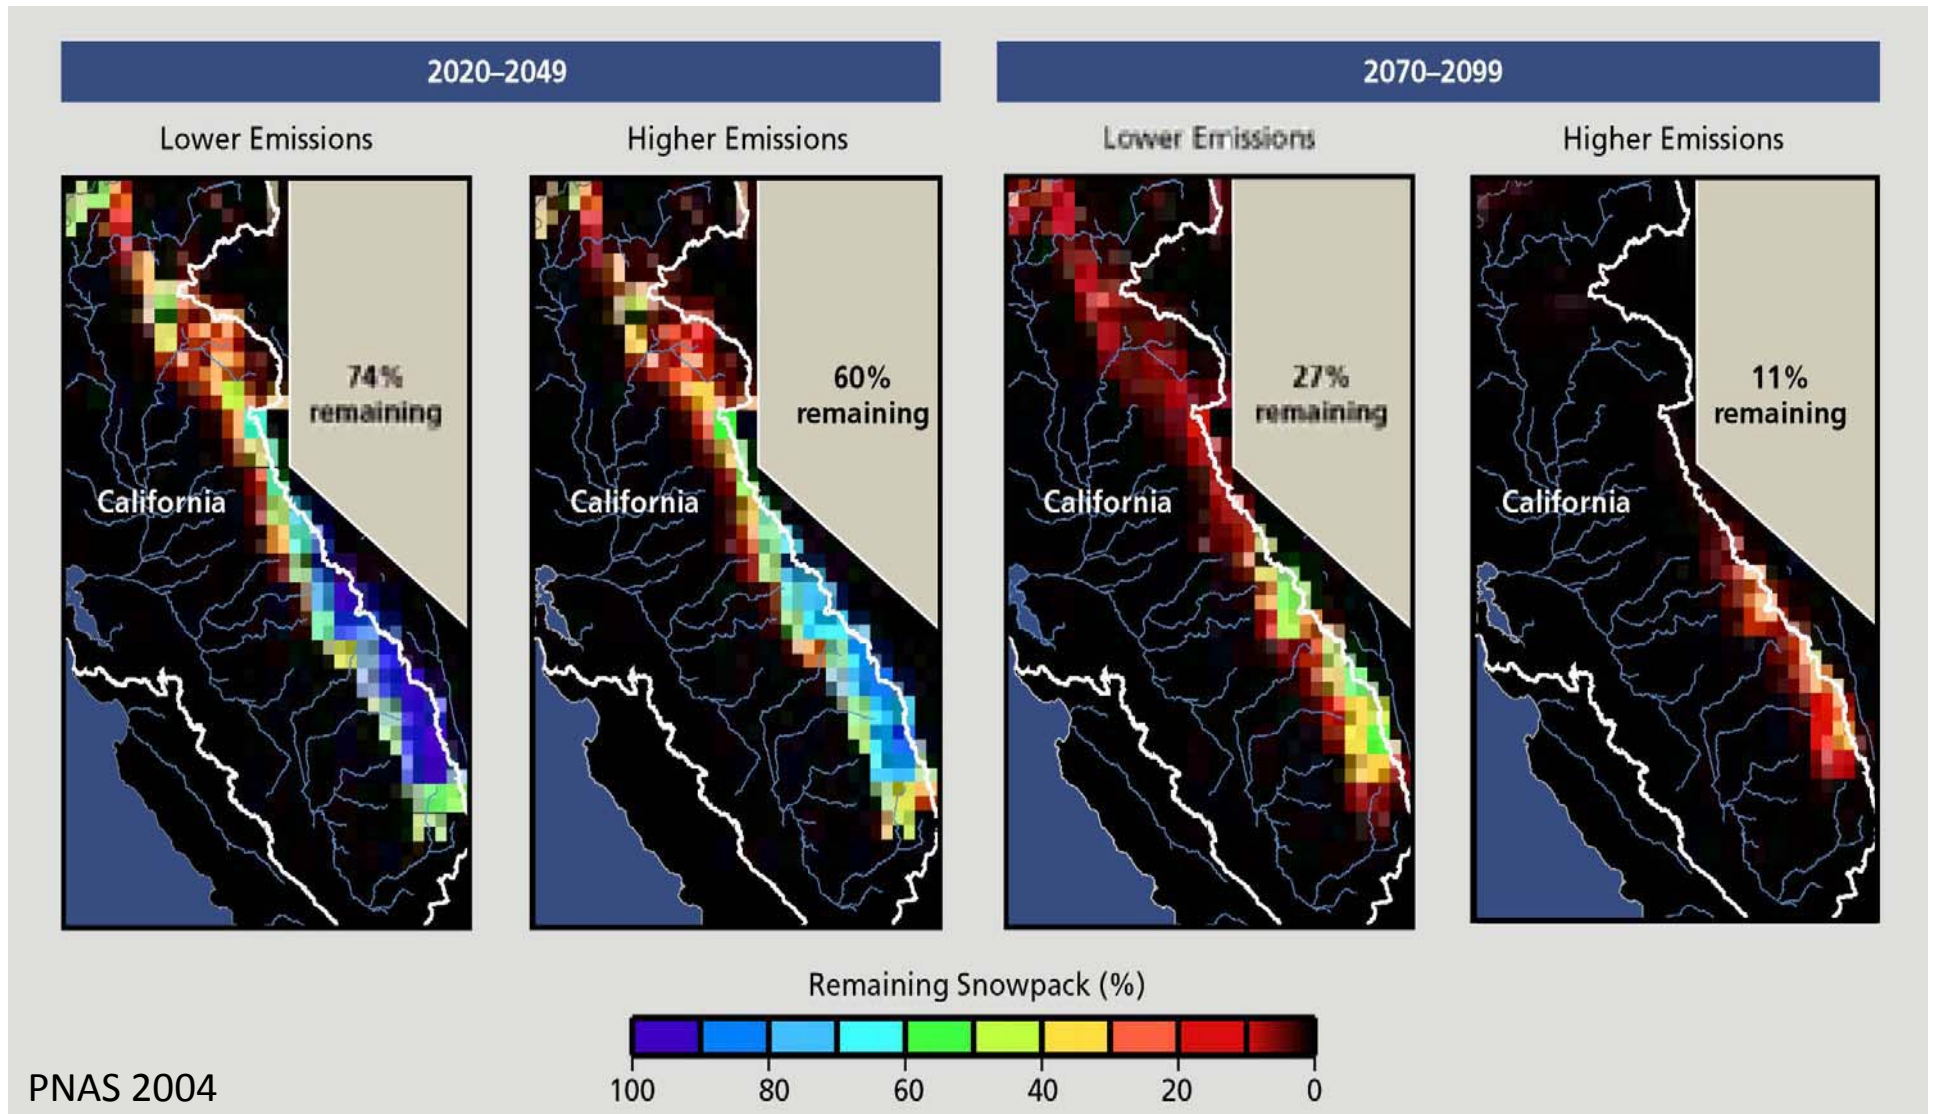 2020–2049
2070–2099
Lower Emissions
Higher Emissions
Lower Emissions
Higher Emissions
74%
remaining
60%
remaining
27%
remaining
11%
remaining
California
California
California
California
Remaining Snowpack (%)
100 80 60 40 20 0
PNAS 2004